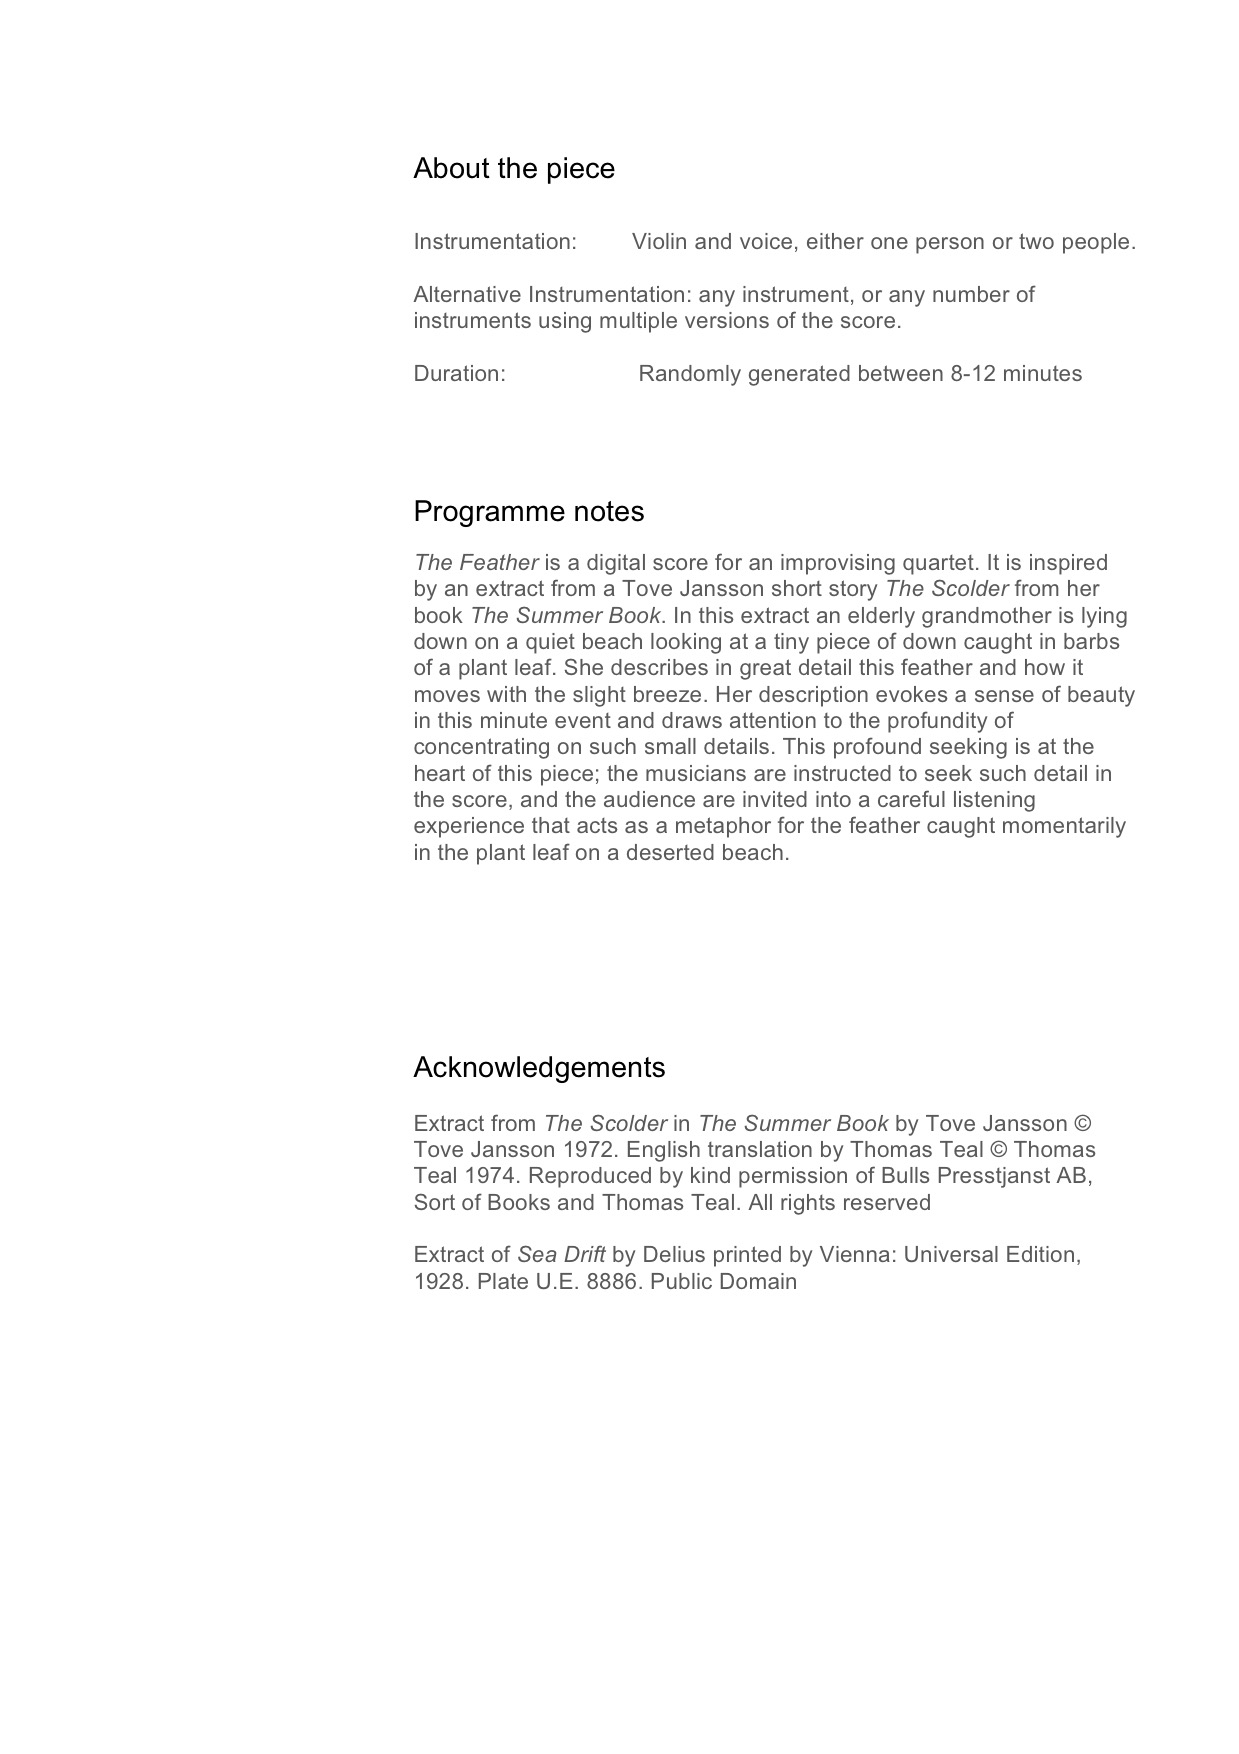 About the piece
Instrumentation: Violin and voice, either one person or two people.
Alternative Instrumentation: any instrument, or any number of
instruments using multiple versions of the score.
Duration: Randomly generated between 8-12 minutes
Programme notes
The Feather is a digital score for an improvising quartet. It is inspired
by an extract from a Tove Jansson short story The Scolder from her
book The Summer Book. In this extract an elderly grandmother is lying
down on a quiet beach looking at a tiny piece of down caught in barbs
of a plant leaf. She describes in great detail this feather and how it
moves with the slight breeze. Her description evokes a sense of beauty
in this minute event and draws attention to the profundity of
concentrating on such small details. This profound seeking is at the
heart of this piece; the musicians are instructed to seek such detail in
the score, and the audience are invited into a careful listening
experience that acts as a metaphor for the feather caught momentarily
in the plant leaf on a deserted beach.
Acknowledgements
Extract from The Scolder in The Summer Book by Tove Jansson ©
Tove Jansson 1972. English translation by Thomas Teal © Thomas
Teal 1974. Reproduced by kind permission of Bulls Presstjanst AB,
Sort of Books and Thomas Teal. All rights reserved
Extract of Sea Drift by Delius printed by Vienna: Universal Edition,
1928. Plate U.E. 8886. Public Domain